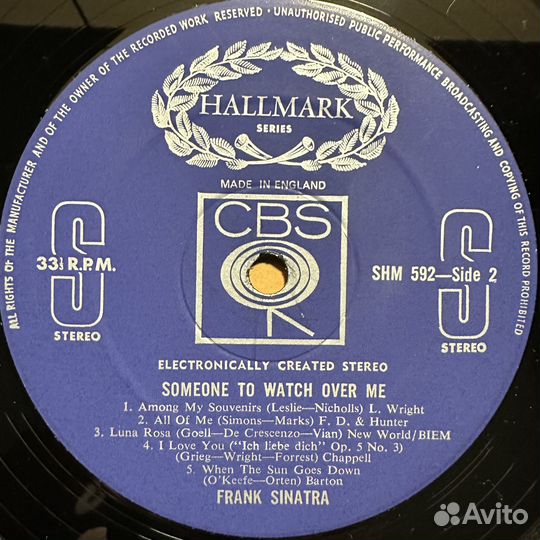 ALL RIGHTS OF THE MANUFACTURER AND OF THE OWNER OF THE RECORDED WORK RESERVED · UNAUTHORISED PUBLIC PERFORMANCE BROADCASTING AND COPYING OF THIS RECORD PROHIBITED
HALLMARK
SERIES
MADE IN ENGLAND
CBS
S
33⅓ R.P.M.
STEREO
SHM 592—Side 2
S
STEREO
ELECTRONICALLY CREATED STEREO
SOMEONE TO WATCH OVER ME
1. Among My Souvenirs (Leslie—Nicholls) L. Wright
2. All Of Me (Simons—Marks) F. D. & Hunter
3. Luna Rosa (Goell—De Crescenzo—Vian) New World/BIEM
4. I Love You ("Ich liebe dich" Op. 5 No. 3)
(Grieg—Wright—Forrest) Chappell
5. When The Sun Goes Down
(O'Keefe—Orten) Barton
FRANK SINATRA
Avito